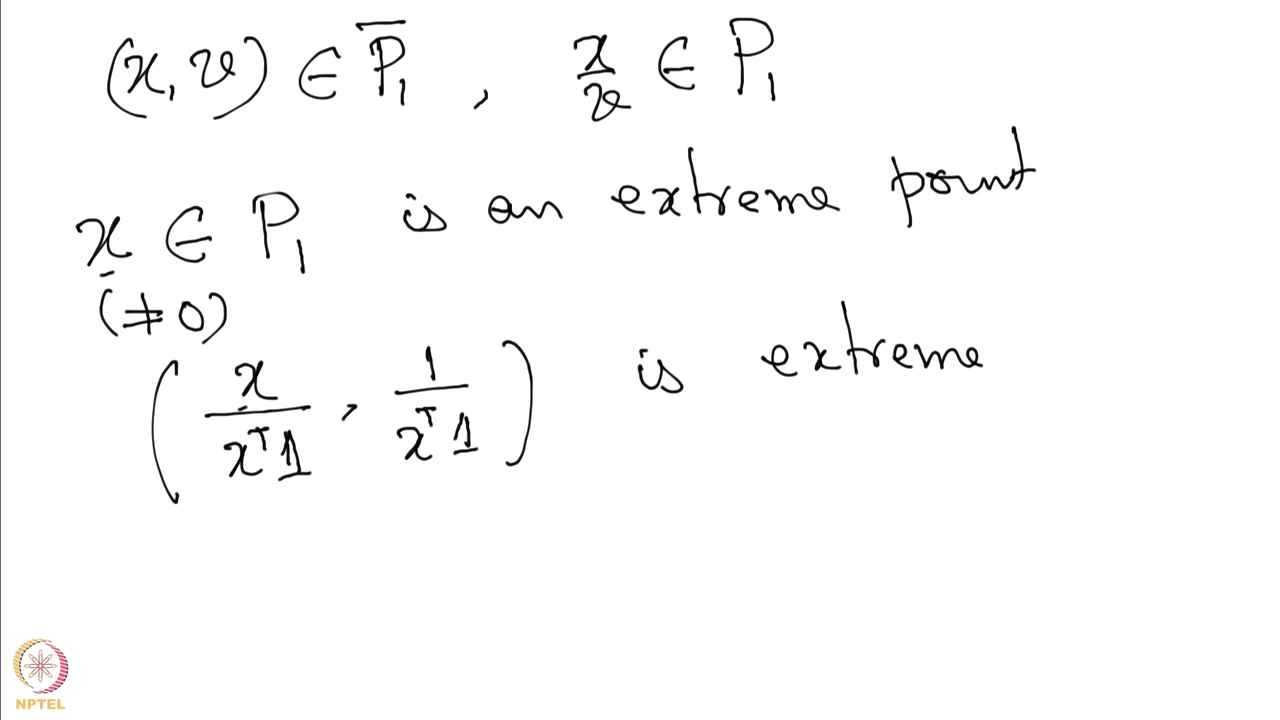 (x, v) ∈ P̅₁ , x/v ∈ P₁
x ∈ P₁ is an extreme point
(≠0)
( x/(xᵀ𝟙) , 1/(xᵀ𝟙) ) is extreme
NPTEL